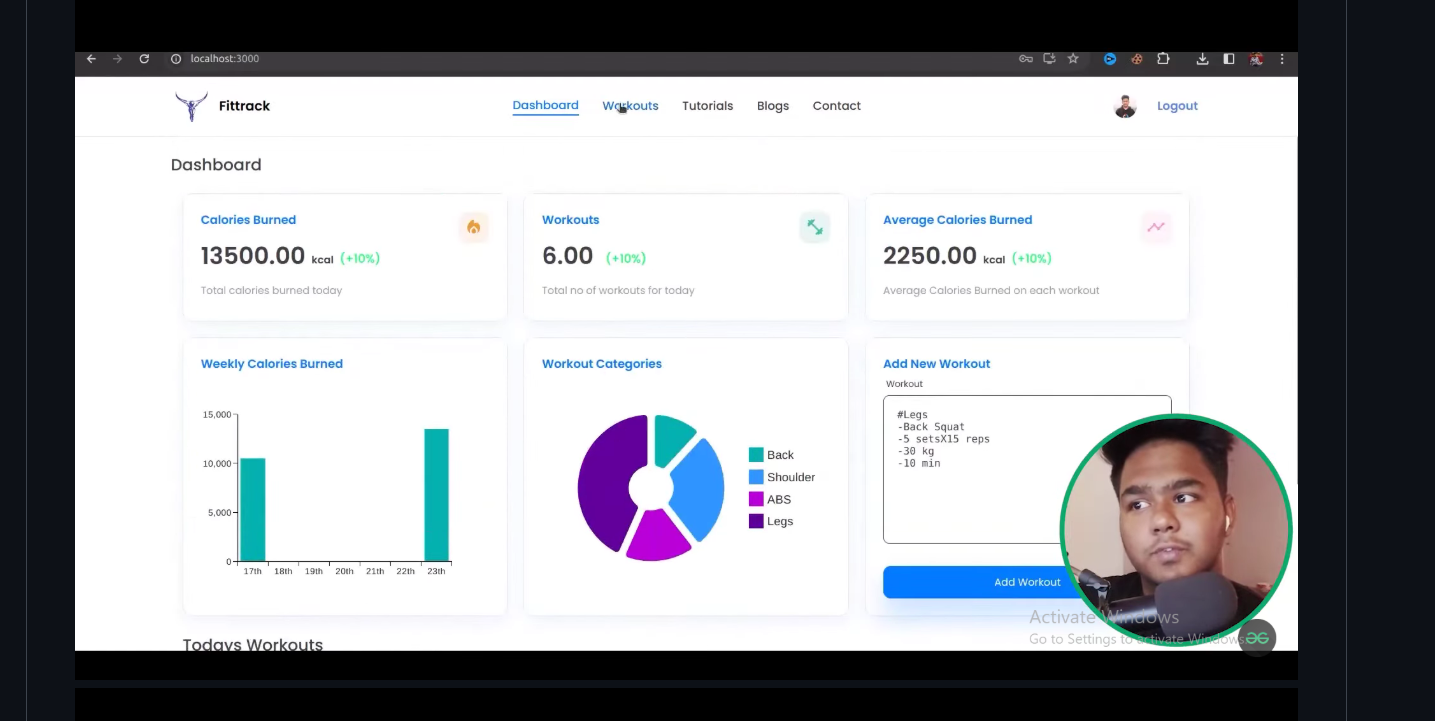 localhost:3000
Fittrack
Dashboard Workouts Tutorials Blogs Contact
Logout
Dashboard
Calories Burned
13500.00 kcal (+10%)
Total calories burned today
Workouts
6.00 (+10%)
Total no of workouts for today
Average Calories Burned
2250.00 kcal (+10%)
Average Calories Burned on each workout
Weekly Calories Burned
15,000
10,000
5,000
0
17th 18th 19th 20th 21th 22th 23th
Workout Categories
Back
Shoulder
ABS
Legs
Add New Workout
Workout
#Legs
-Back Squat
-5 setsX15 reps
-30 kg
-10 min
Add Workout
Todays Workouts
Activate Windows
Go to Settings to activate Windows